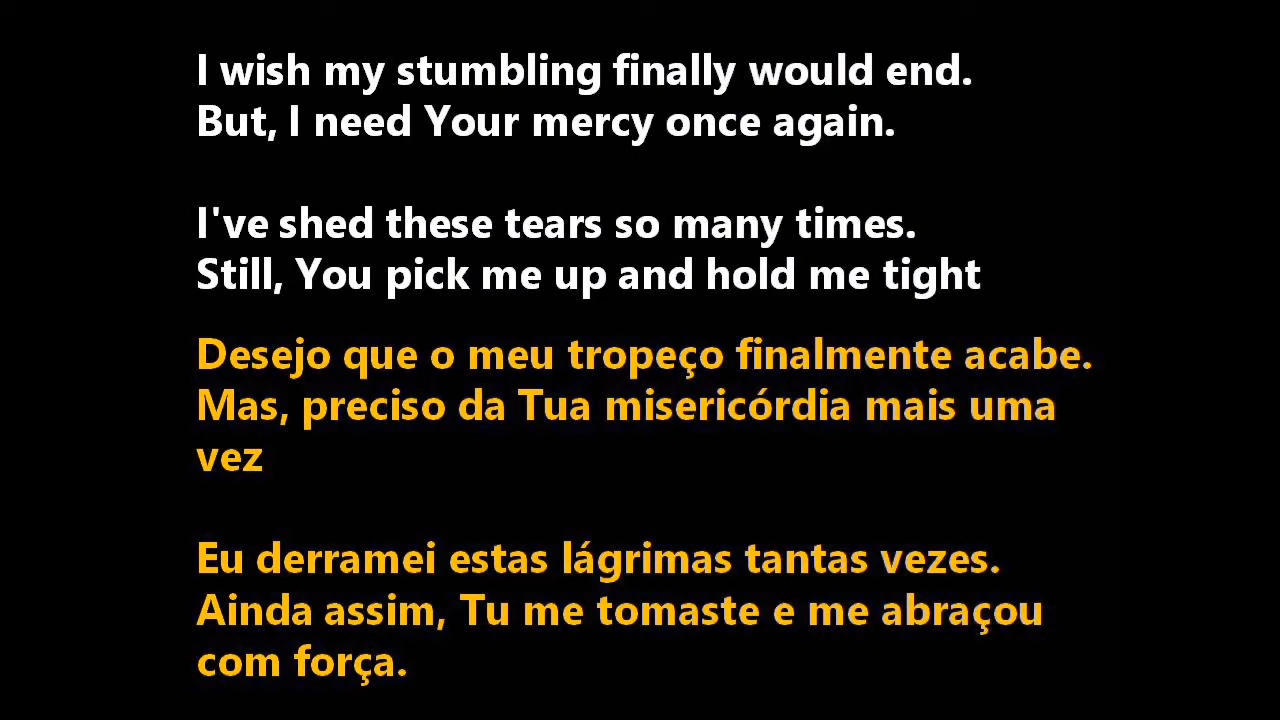 I wish my stumbling finally would end.
But, I need Your mercy once again.
I've shed these tears so many times.
Still, You pick me up and hold me tight
Desejo que o meu tropeço finalmente acabe.
Mas, preciso da Tua misericórdia mais uma
vez
Eu derramei estas lágrimas tantas vezes.
Ainda assim, Tu me tomaste e me abraçou
com força.